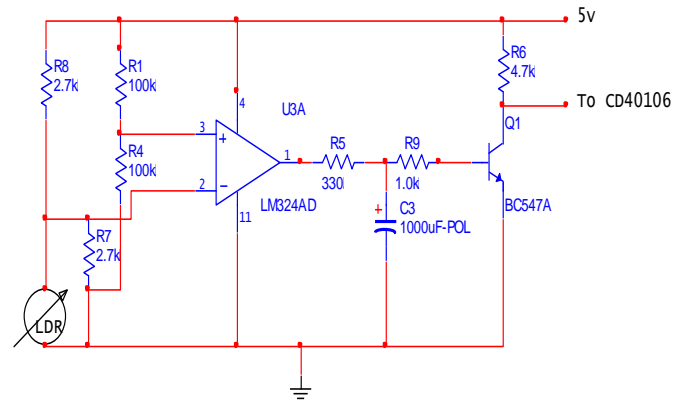 5v
R8
2.7k
R1
100k
R6
4.7k
To CD40106
4
U3A
Q1
3
+
1
R5
330
R9
1.0k
R4
100k
2
−
LM324AD
11
+
C3
1000uF-POL
BC547A
R7
2.7k
LDR